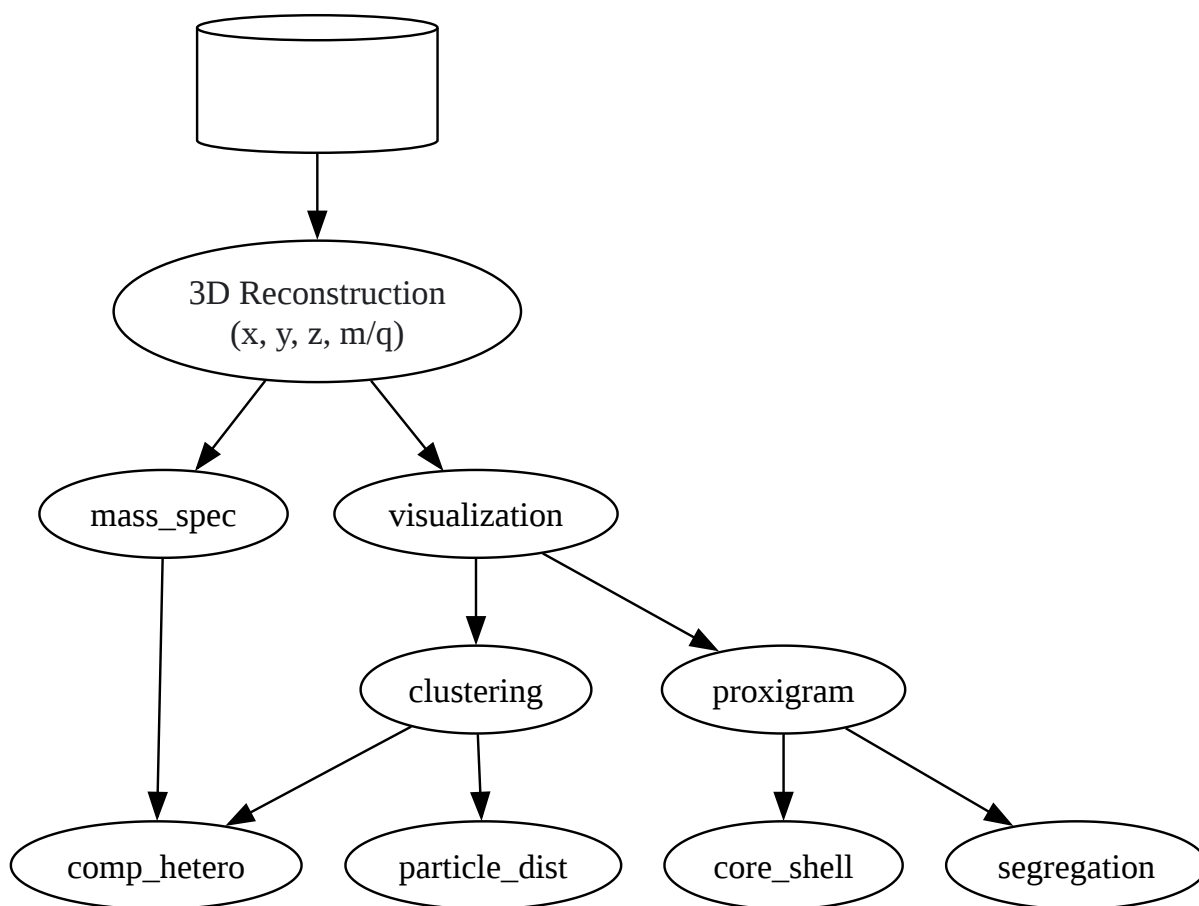 3D Reconstruction
(x, y, z, m/q)
mass_spec
visualization
clustering
proxigram
comp_hetero
particle_dist
core_shell
segregation